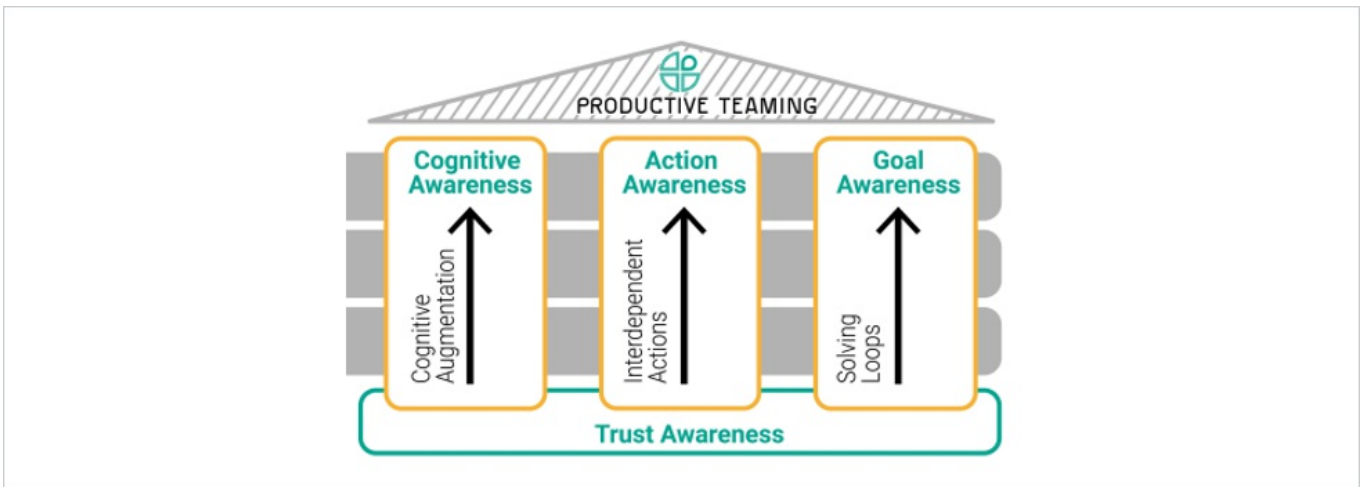 PRODUCTIVE TEAMING
Cognitive
Awareness
Cognitive
Augmentation
Action
Awareness
Interdependent
Actions
Goal
Awareness
Solving
Loops
Trust Awareness